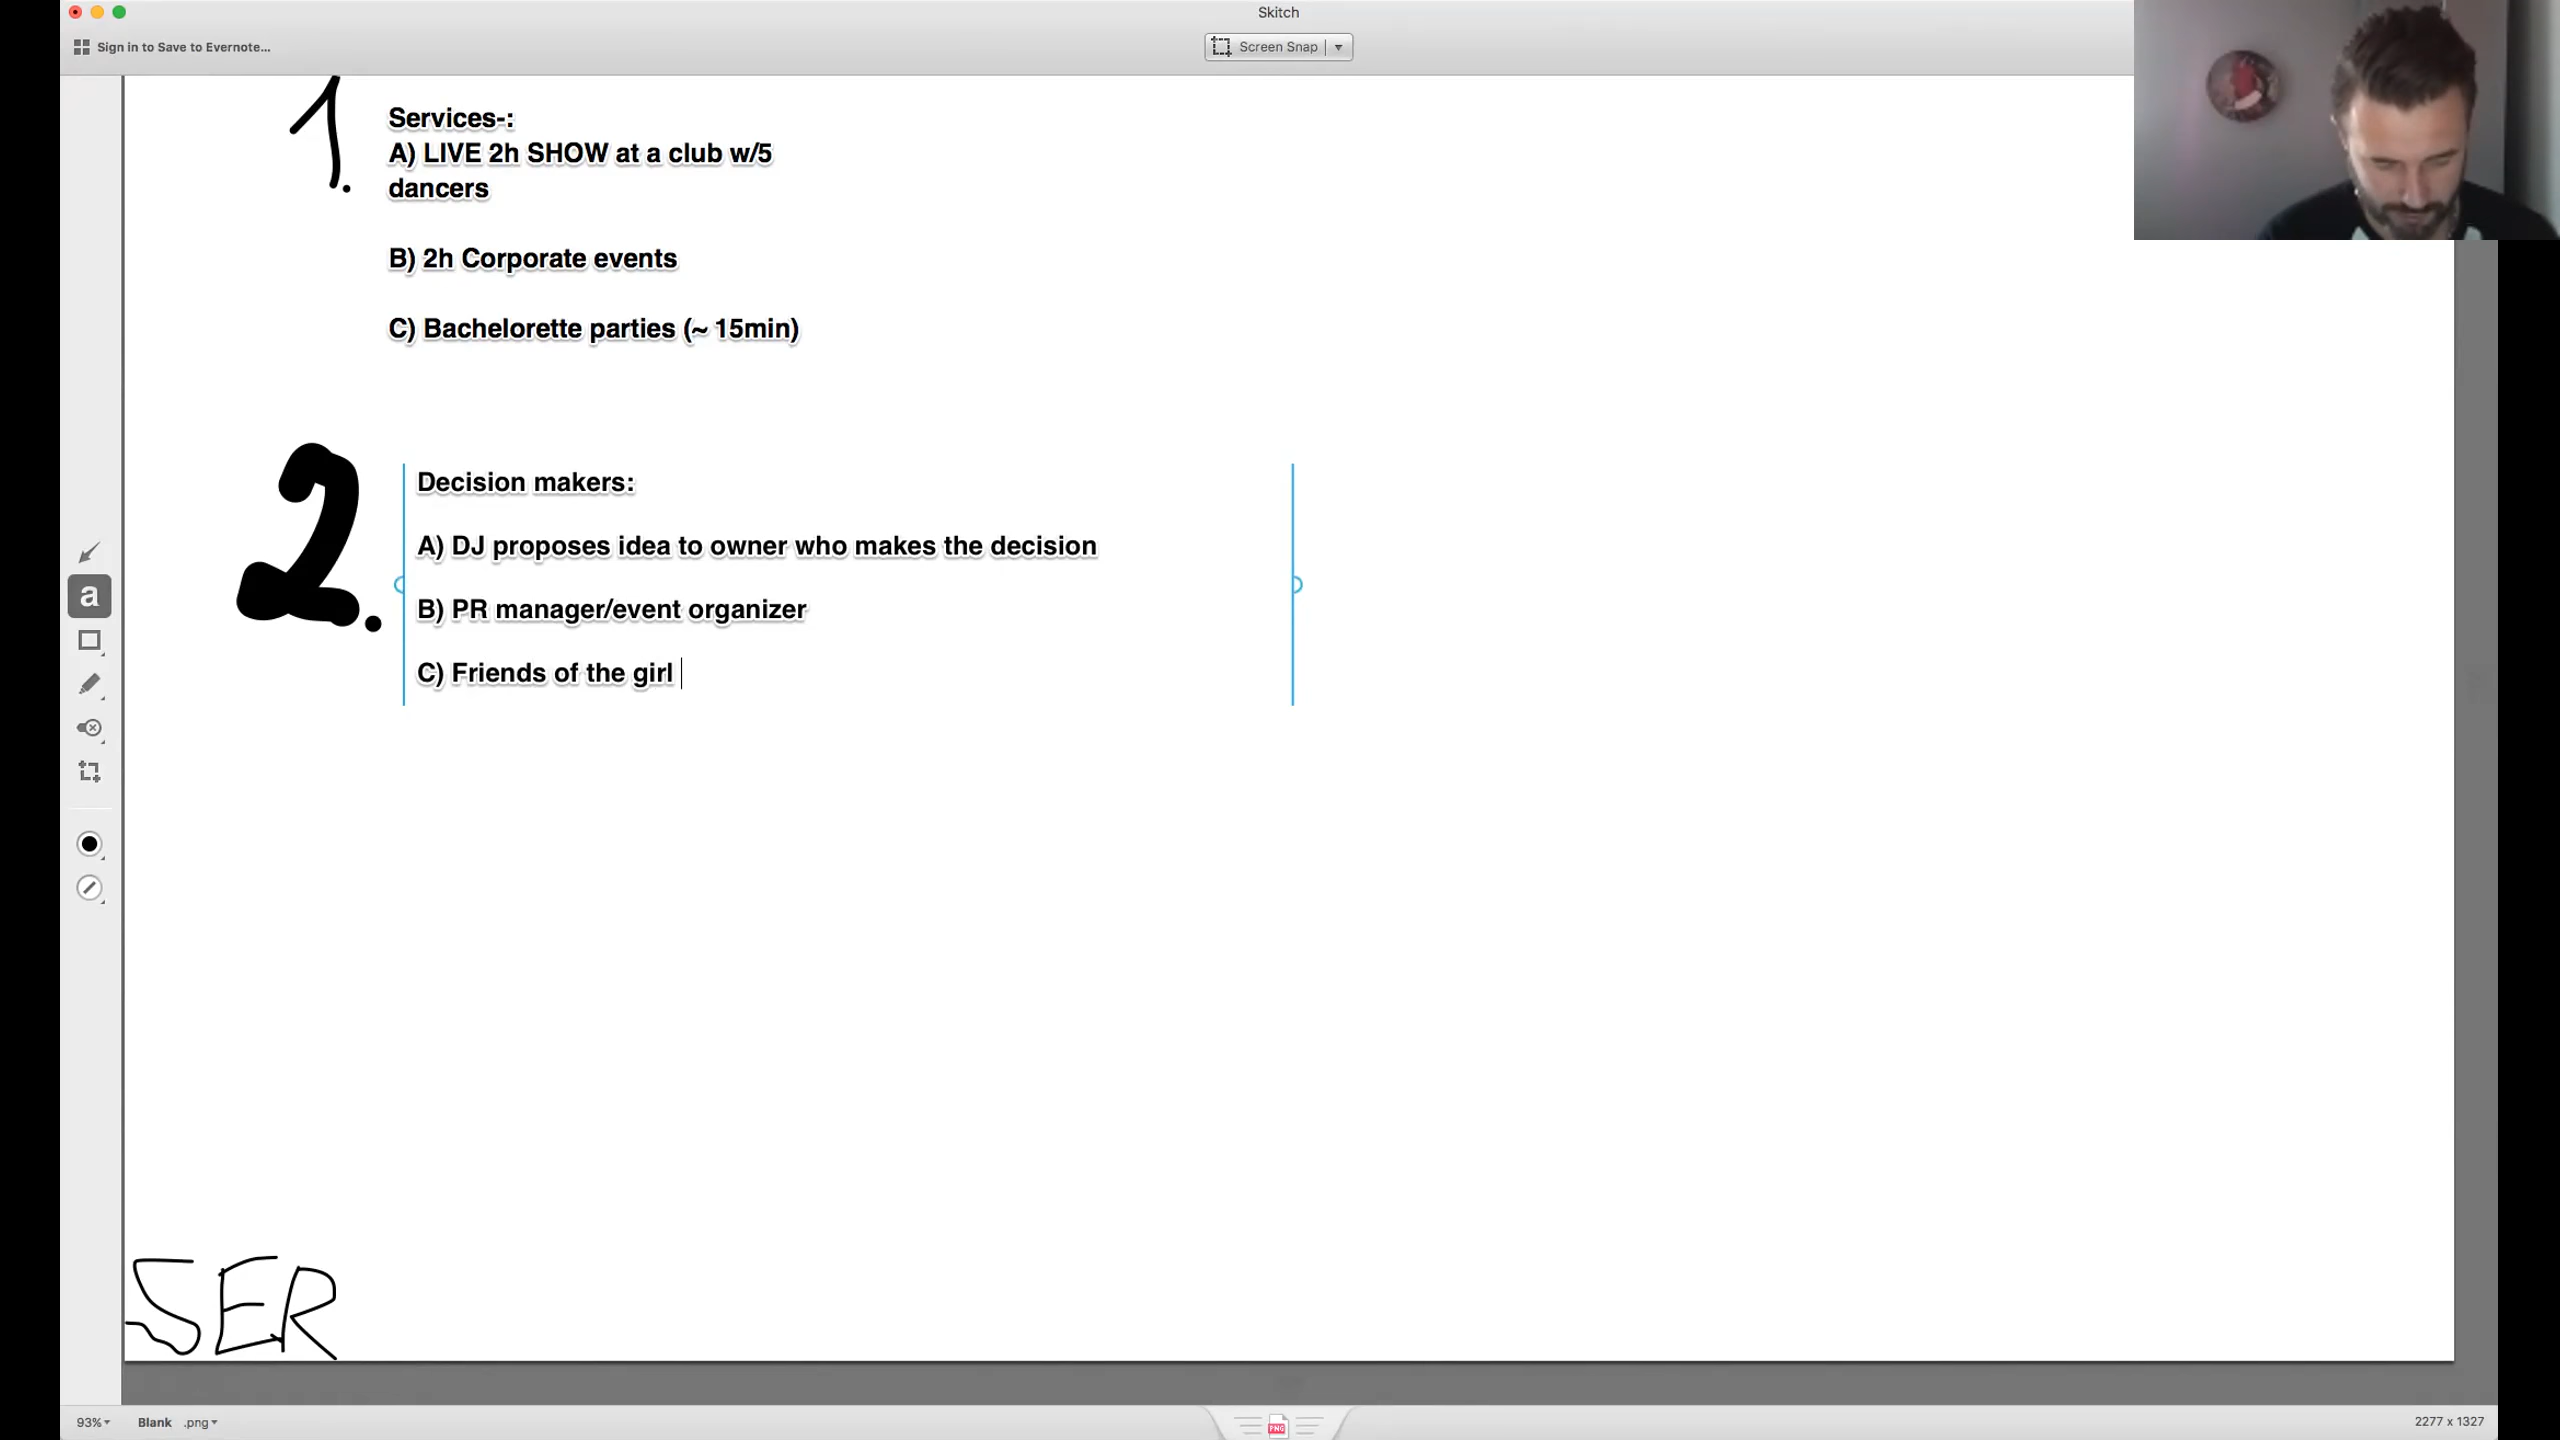 Skitch
Sign in to Save to Evernote...
Screen Snap
1.
Services-:
A) LIVE 2h SHOW at a club w/5
dancers
B) 2h Corporate events
C) Bachelorette parties (~ 15min)
2.
Decision makers:
A) DJ proposes idea to owner who makes the decision
B) PR manager/event organizer
C) Friends of the girl
a
SER
93%
Blank .png
PNG
2277 x 1327